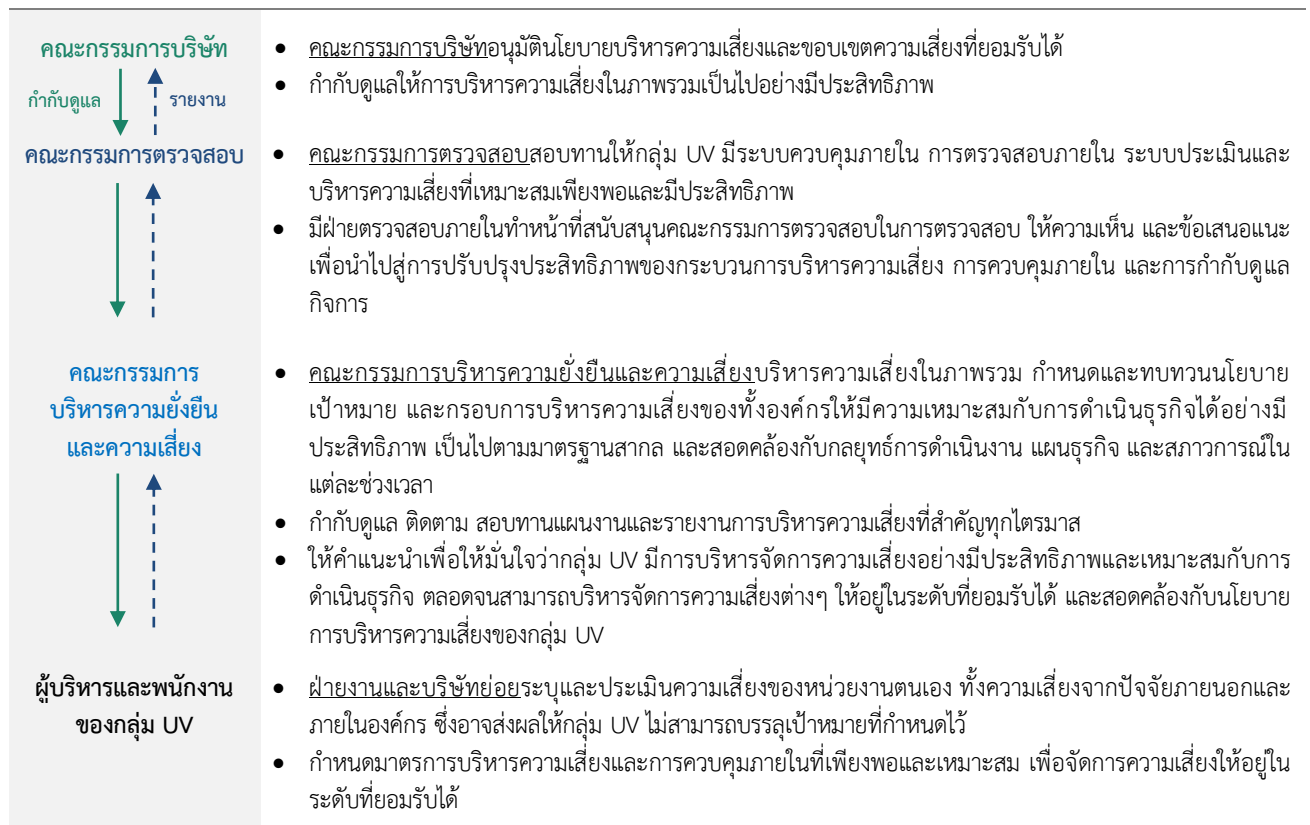 คณะกรรมการบริษัท
กำกับดูแล
รายงาน
• คณะกรรมการบริษัทอนุมัตินโยบายบริหารความเสี่ยงและขอบเขตความเสี่ยงที่ยอมรับได้
• กำกับดูแลให้การบริหารความเสี่ยงในภาพรวมเป็นไปอย่างมีประสิทธิภาพ
คณะกรรมการตรวจสอบ
• คณะกรรมการตรวจสอบสอบทานให้กลุ่ม UV มีระบบควบคุมภายใน การตรวจสอบภายใน ระบบประเมินและ
บริหารความเสี่ยงที่เหมาะสมเพียงพอและมีประสิทธิภาพ
• มีฝ่ายตรวจสอบภายในทำหน้าที่สนับสนุนคณะกรรมการตรวจสอบในการตรวจสอบ ให้ความเห็น และข้อเสนอแนะ
เพื่อนำไปสู่การปรับปรุงประสิทธิภาพของกระบวนการบริหารความเสี่ยง การควบคุมภายใน และการกำกับดูแล
กิจการ
คณะกรรมการ
บริหารความยั่งยืน
และความเสี่ยง
• คณะกรรมการบริหารความยั่งยืนและความเสี่ยงบริหารความเสี่ยงในภาพรวม กำหนดและทบทวนนโยบาย
เป้าหมาย และกรอบการบริหารความเสี่ยงของทั้งองค์กรให้มีความเหมาะสมกับการดำเนินธุรกิจได้อย่างมี
ประสิทธิภาพ เป็นไปตามมาตรฐานสากล และสอดคล้องกับกลยุทธ์การดำเนินงาน แผนธุรกิจ และสภาวการณ์ใน
แต่ละช่วงเวลา
• กำกับดูแล ติดตาม สอบทานแผนงานและรายงานการบริหารความเสี่ยงที่สำคัญทุกไตรมาส
• ให้คำแนะนำเพื่อให้มั่นใจว่ากลุ่ม UV มีการบริหารจัดการความเสี่ยงอย่างมีประสิทธิภาพและเหมาะสมกับการ
ดำเนินธุรกิจ ตลอดจนสามารถบริหารจัดการความเสี่ยงต่างๆ ให้อยู่ในระดับที่ยอมรับได้ และสอดคล้องกับนโยบาย
การบริหารความเสี่ยงของกลุ่ม UV
ผู้บริหารและพนักงาน
ของกลุ่ม UV
• ฝ่ายงานและบริษัทย่อยระบุและประเมินความเสี่ยงของหน่วยงานตนเอง ทั้งความเสี่ยงจากปัจจัยภายนอกและ
ภายในองค์กร ซึ่งอาจส่งผลให้กลุ่ม UV ไม่สามารถบรรลุเป้าหมายที่กำหนดไว้
• กำหนดมาตรการบริหารความเสี่ยงและการควบคุมภายในที่เพียงพอและเหมาะสม เพื่อจัดการความเสี่ยงให้อยู่ใน
ระดับที่ยอมรับได้